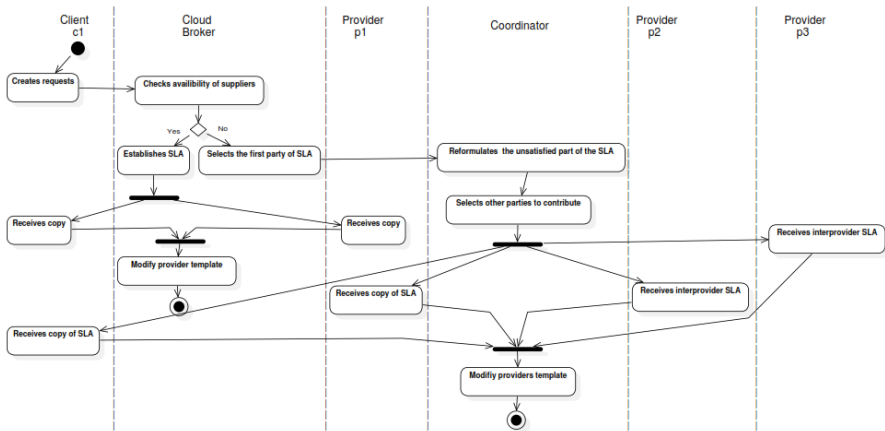 Client
c1
Cloud
Broker
Provider
p1
Coordinator
Provider
p2
Provider
p3
Creates requests
Checks availibility of suppliers
Yes
No
Establishes SLA
Selects the first party of SLA
Reformulates the unsatisfied part of the SLA
Selects other parties to contribute
Receives copy
Receives copy
Receives interprovider SLA
Modify provider template
Receives copy of SLA
Receives interprovider SLA
Receives copy of SLA
Modifiy providers template